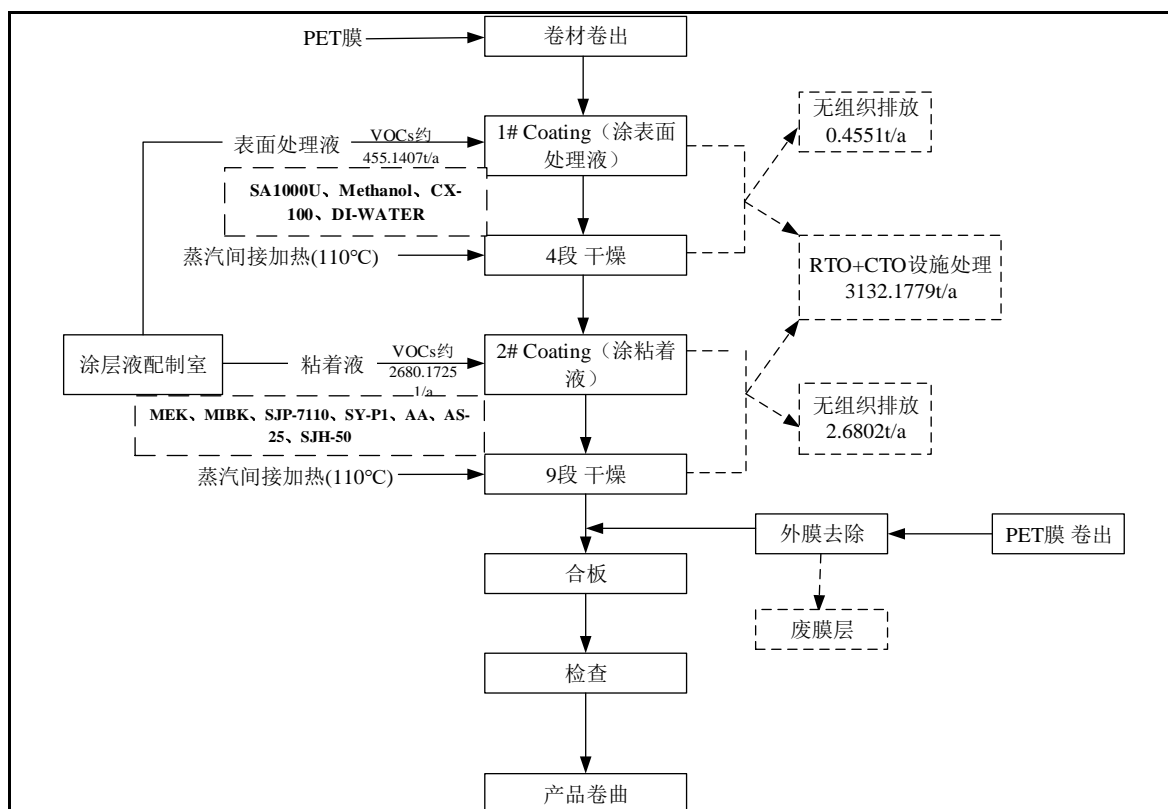 PET膜
卷材卷出
无组织排放
0.4551t/a
表面处理液
VOCs约
455.1407t/a
1# Coating（涂表面
处理液）
SA1000U、Methanol、CX-
100、DI-WATER
蒸汽间接加热(110℃)
4段 干燥
RTO+CTO设施处理
3132.1779t/a
涂层液配制室
粘着液
VOCs约
2680.1725
1/a
2# Coating（涂粘着
液）
MEK、MIBK、SJP-7110、SY-P1、AA、AS-
25、SJH-50
无组织排放
2.6802t/a
蒸汽间接加热(110℃)
9段 干燥
外膜去除
PET膜 卷出
合板
废膜层
检查
产品卷曲